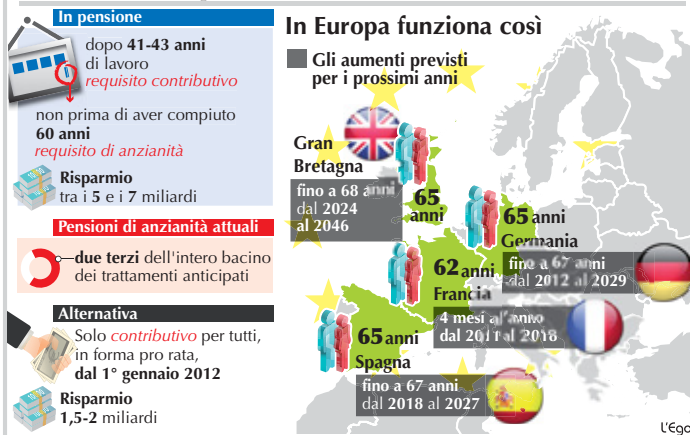 In pensione
dopo 41-43 anni
di lavoro
requisito contributivo
non prima di aver compiuto
60 anni
requisito di anzianità
Risparmio
tra i 5 e i 7 miliardi
Pensioni di anzianità attuali
due terzi dell'intero bacino
dei trattamenti anticipati
Alternativa
Solo contributivo per tutti,
in forma pro rata,
dal 1° gennaio 2012
Risparmio
1,5-2 miliardi
In Europa funziona così
Gli aumenti previsti
per i prossimi anni
Gran
Bretagna
65
anni
fino a 68 anni
dal 2024
al 2046
65 anni
Germania
fino a 67 anni
dal 2012 al 2029
62 anni
Francia
4 mesi all'anno
dal 2011 al 2018
65 anni
Spagna
fino a 67 anni
dal 2018 al 2027
L'Ego